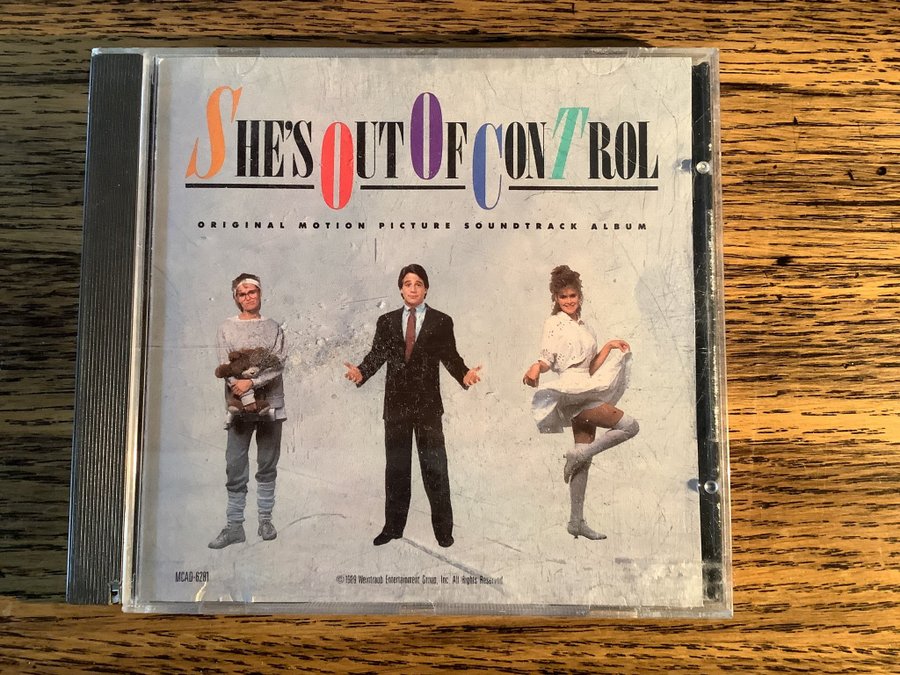 SHE'S OUT OF CONTROL
ORIGINAL MOTION PICTURE SOUNDTRACK ALBUM
MCAD-6281
©1989 Weintraub Entertainment Group, Inc. All Rights Reserved